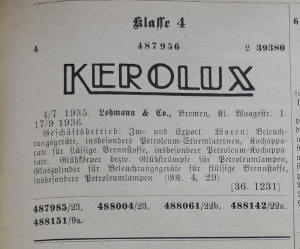 Klasse 4
4 487956 L 39380
KEROLUX
4/7 1935. Lohmann & Co., Bremen, Kl. Waagestr. 1.
17/9 1936.
Geschäftsbetrieb: Im- und Export. Waren: Beleuch-
tungsgeräte, insbesondere Petroleum-Sturmlaternen, Kochappa-
rate für flüssige Brennstoffe, insbesondere Petroleum-Kochappa-
rate. Glühkörper bezw. Glühstrümpfe für Petroleumlampen,
Glaszylinder für Beleuchtungsgeräte für flüssige Brennstoffe,
insbesondere Petroleumlampen (GR. 4, 29)
[36. 1231]
487985/23, 488004/23, 488061/22b, 488142/22a.
488151/9a.